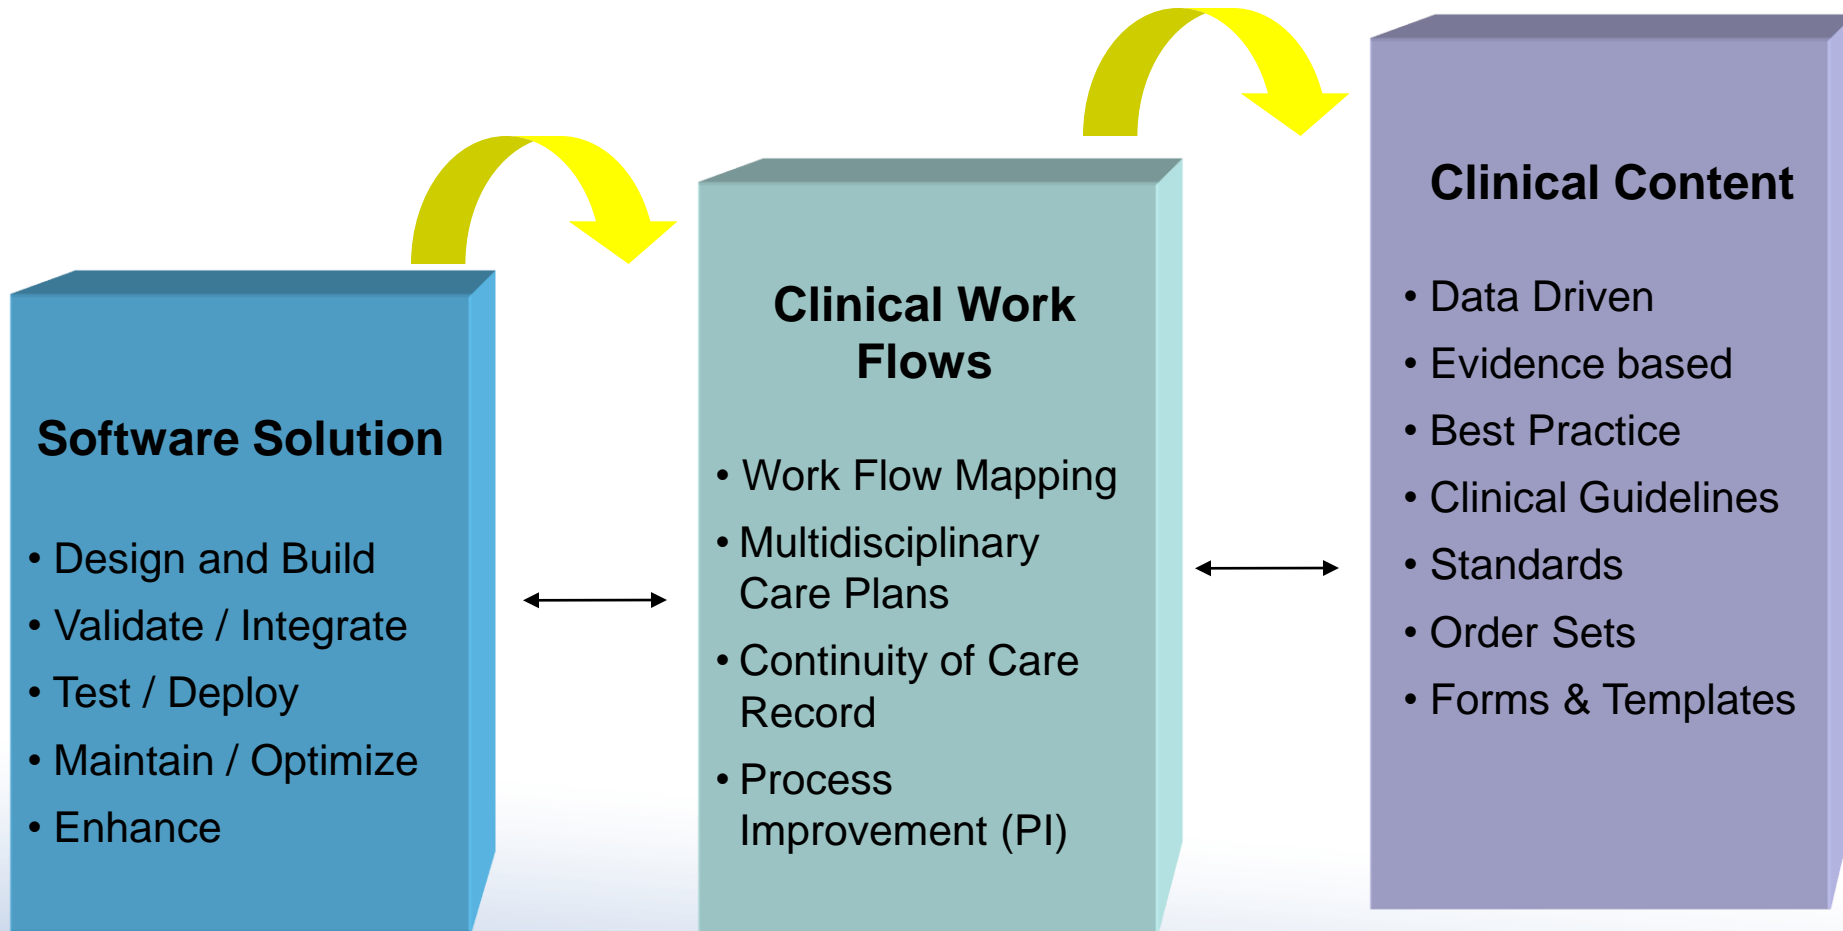 Software Solution
• Design and Build
• Validate / Integrate
• Test / Deploy
• Maintain / Optimize
• Enhance
Clinical Work
Flows
• Work Flow Mapping
• Multidisciplinary
Care Plans
• Continuity of Care
Record
• Process
Improvement (PI)
Clinical Content
• Data Driven
• Evidence based
• Best Practice
• Clinical Guidelines
• Standards
• Order Sets
• Forms & Templates